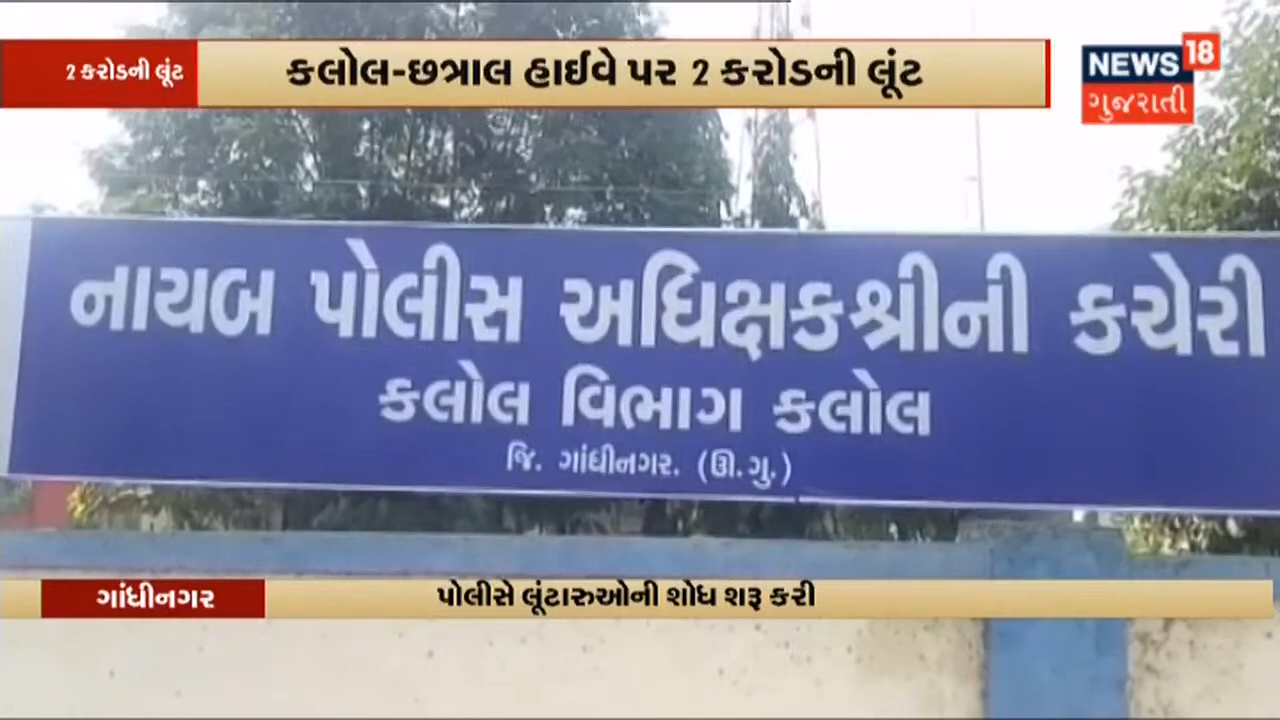 2 કરોડની લૂંટ
કલોલ-છત્રાલ હાઈવે પર 2 કરોડની લૂંટ
NEWS 18
ગુજરાતી
નાયબ પોલીસ અધિક્ષકશ્રીની કચેરી
કલોલ વિભાગ કલોલ
જિ. ગાંધીનગર. (ઊ.ગુ.)
ગાંધીનગર
પોલીસે લૂંટારુઓની શોધ શરૂ કરી